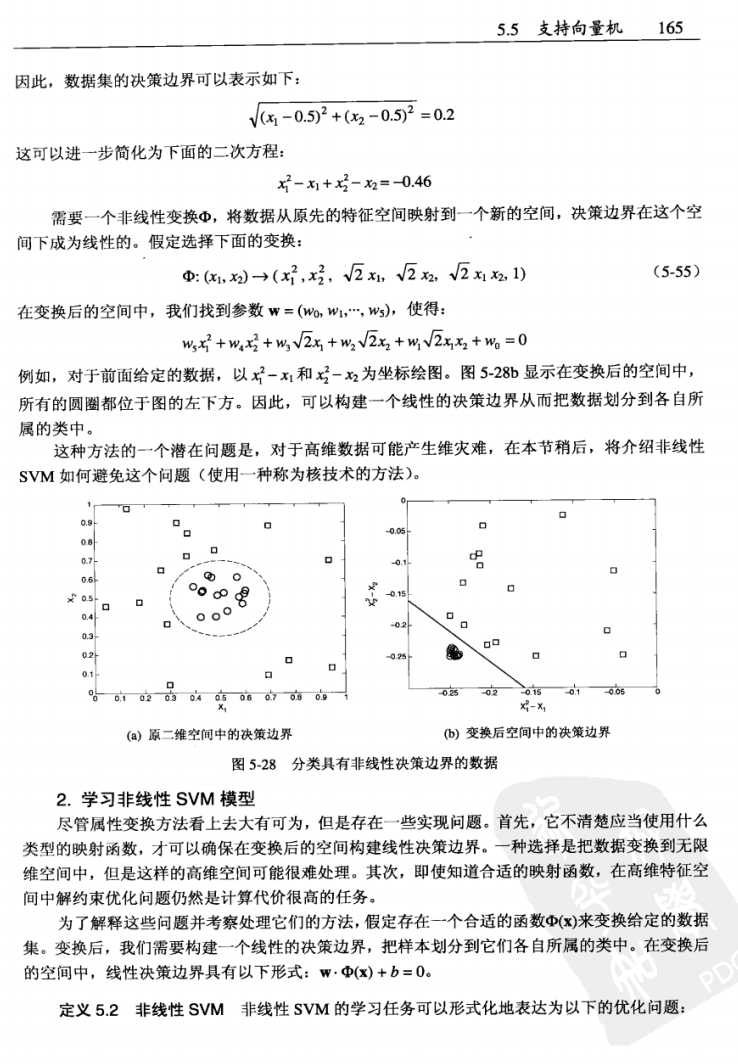 5.5 支持向量机 165
因此，数据集的决策边界可以表示如下：
√((x₁－0.5)²＋(x₂－0.5)²)＝0.2
这可以进一步简化为下面的二次方程：
x₁²－x₁＋x₂²－x₂＝–0.46
需要一个非线性变换Φ，将数据从原先的特征空间映射到一个新的空间，决策边界在这个空
间下成为线性的。假定选择下面的变换：
Φ: (x₁, x₂) → (x₁², x₂², √2 x₁, √2 x₂, √2 x₁ x₂, 1) （5-55）
在变换后的空间中，我们找到参数 w = (w₀, w₁,…, w₅)，使得：
w₅x₁² + w₄x₂² + w₃√2x₁ + w₂√2x₂ + w₁√2x₁x₂ + w₀ = 0
例如，对于前面给定的数据，以 x₁²－x₁ 和 x₂²－x₂ 为坐标绘图。图 5-28b 显示在变换后的空间中，
所有的圆圈都位于图的左下方。因此，可以构建一个线性的决策边界从而把数据划分到各自所
属的类中。
这种方法的一个潜在问题是，对于高维数据可能产生维灾难，在本节稍后，将介绍非线性
SVM 如何避免这个问题（使用一种称为核技术的方法）。
1
0.9
0.8
0.7
0.6
0.5
0.4
0.3
0.2
0.1
0
X₂
0 0.1 0.2 0.3 0.4 0.5 0.6 0.7 0.8 0.9 1
X₁
0
-0.05
-0.1
-0.15
-0.2
-0.25
X₂²－X₂
-0.25 -0.2 -0.15 -0.1 -0.05 0
X₁²－X₁
(a) 原二维空间中的决策边界 (b) 变换后空间中的决策边界
图 5-28 分类具有非线性决策边界的数据
2. 学习非线性 SVM 模型
尽管属性变换方法看上去大有可为，但是存在一些实现问题。首先，它不清楚应当使用什么
类型的映射函数，才可以确保在变换后的空间构建线性决策边界。一种选择是把数据变换到无限
维空间中，但是这样的高维空间可能很难处理。其次，即使知道合适的映射函数，在高维特征空
间中解约束优化问题仍然是计算代价很高的任务。
为了解释这些问题并考察处理它们的方法，假定存在一个合适的函数Φ(x)来变换给定的数据
集。变换后，我们需要构建一个线性的决策边界，把样本划分到它们各自所属的类中。在变换后
的空间中，线性决策边界具有以下形式：w · Φ(x) + b = 0。
定义 5.2 非线性 SVM 非线性 SVM 的学习任务可以形式化地表达为以下的优化问题：